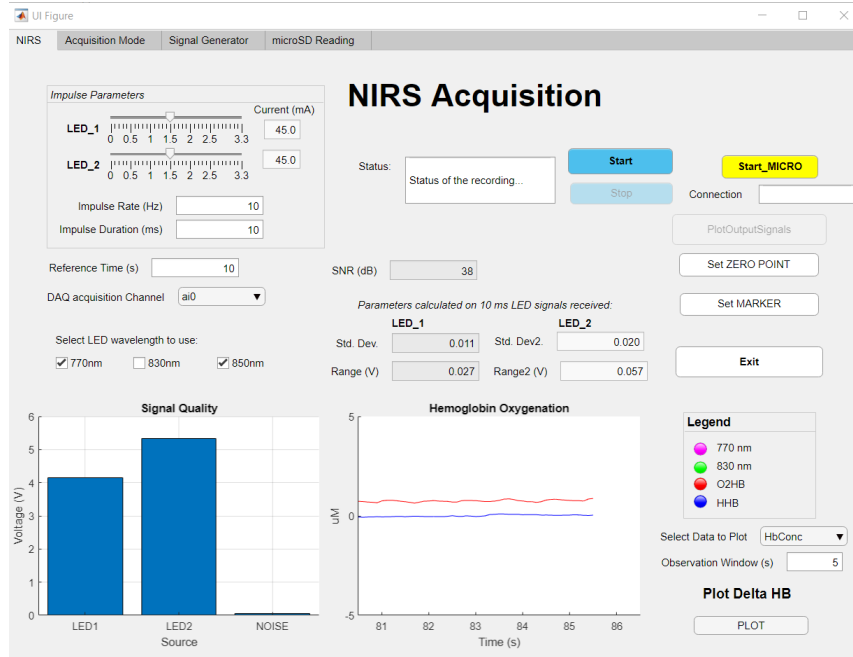 UI Figure
NIRS Acquisition Mode Signal Generator microSD Reading
NIRS Acquisition
Impulse Parameters
Current (mA)
LED_1
0 0.5 1 1.5 2 2.5 3.3
45.0
LED_2
0 0.5 1 1.5 2 2.5 3.3
45.0
Impulse Rate (Hz) 10
Impulse Duration (ms) 10
Reference Time (s) 10
DAQ acquisition Channel ai0
Select LED wavelength to use:
770nm 830nm 850nm
Status: Status of the recording...
Start
Stop
Start_MICRO
Connection
PlotOutputSignals
Set ZERO POINT
Set MARKER
Exit
SNR (dB) 38
Parameters calculated on 10 ms LED signals received:
LED_1 LED_2
Std. Dev. 0.011 Std. Dev2. 0.020
Range (V) 0.027 Range2 (V) 0.057
Signal Quality
Voltage (V)
6
5
4
3
2
1
0
LED1 LED2 NOISE
Source
Hemoglobin Oxygenation
uM
5
0
-5
81 82 83 84 85 86
Time (s)
Legend
770 nm
830 nm
O2HB
HHB
Select Data to Plot HbConc
Observation Window (s) 5
Plot Delta HB
PLOT